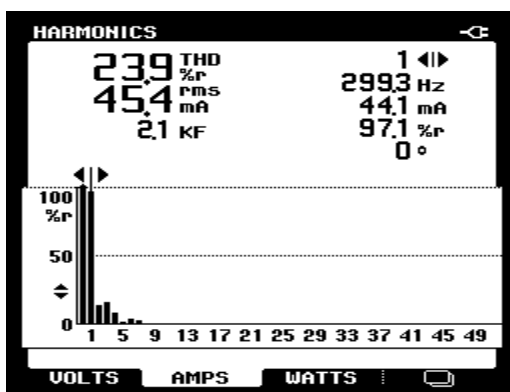 HARMONICS
23.9 THD %r
45.4 rms mA
2.1 KF
1
299.3 Hz
44.1 mA
97.1 %r
0 °
100
%r
50
0
1 5 9 13 17 21 25 29 33 37 41 45 49
VOLTS AMPS WATTS